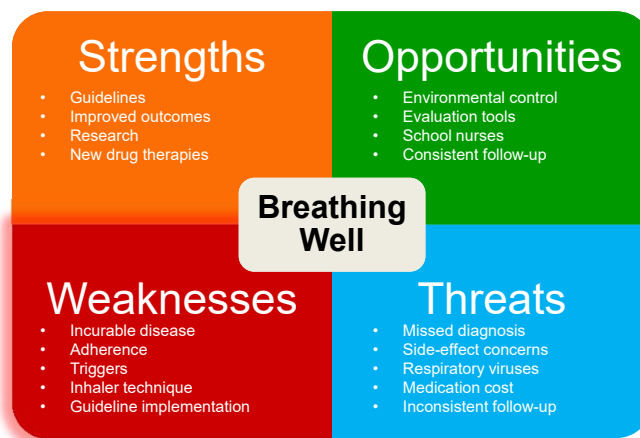 Strengths
• Guidelines
• Improved outcomes
• Research
• New drug therapies
Opportunities
• Environmental control
• Evaluation tools
• School nurses
• Consistent follow-up
Breathing
Well
Weaknesses
• Incurable disease
• Adherence
• Triggers
• Inhaler technique
• Guideline implementation
Threats
• Missed diagnosis
• Side-effect concerns
• Respiratory viruses
• Medication cost
• Inconsistent follow-up